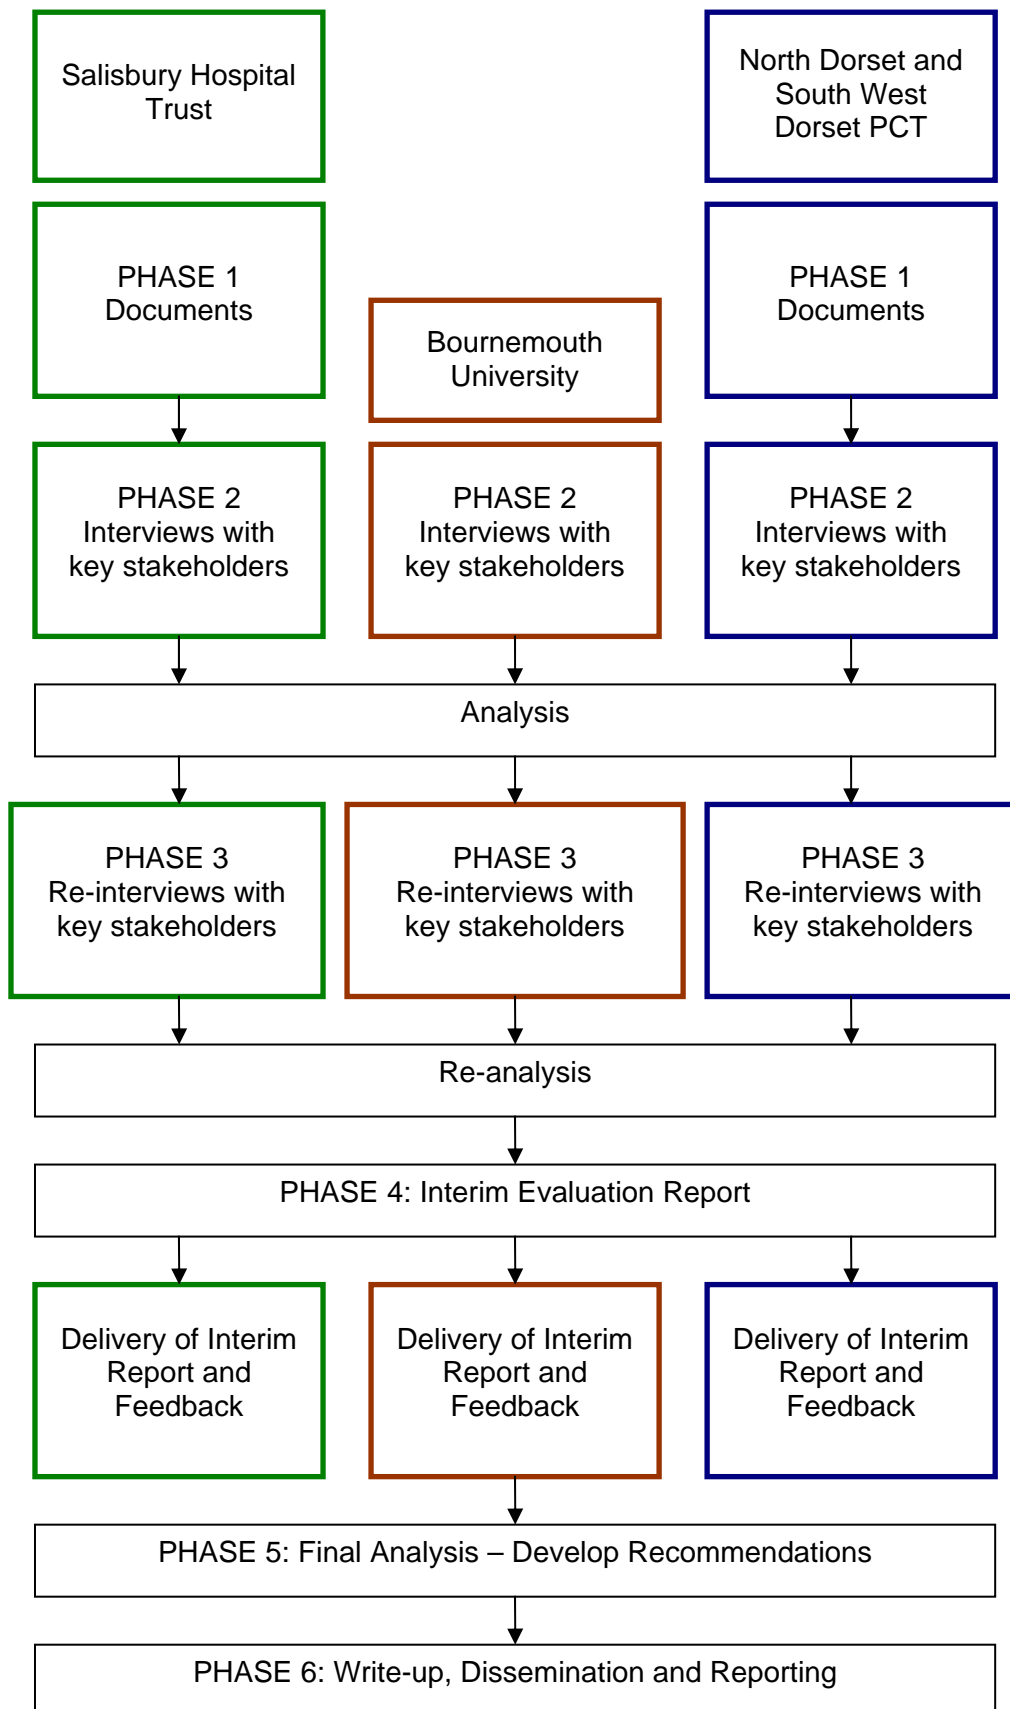 Salisbury Hospital
Trust
North Dorset and
South West
Dorset PCT
PHASE 1
Documents
PHASE 1
Documents
Bournemouth
University
PHASE 2
Interviews with
key stakeholders
PHASE 2
Interviews with
key stakeholders
PHASE 2
Interviews with
key stakeholders
Analysis
PHASE 3
Re-interviews with
key stakeholders
PHASE 3
Re-interviews with
key stakeholders
PHASE 3
Re-interviews with
key stakeholders
Re-analysis
PHASE 4: Interim Evaluation Report
Delivery of Interim
Report and
Feedback
Delivery of Interim
Report and
Feedback
Delivery of Interim
Report and
Feedback
PHASE 5: Final Analysis – Develop Recommendations
PHASE 6: Write-up, Dissemination and Reporting